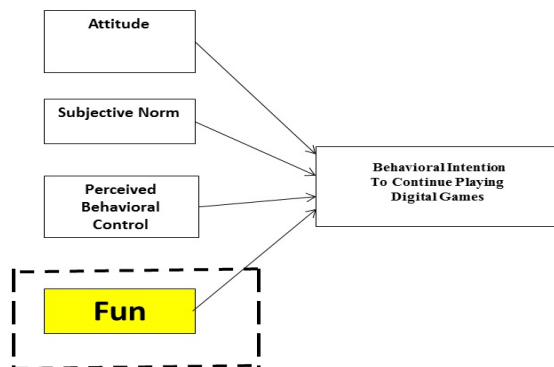 Attitude
Subjective Norm
Perceived
Behavioral
Control
Fun
Behavioral Intention
To Continue Playing
Digital Games